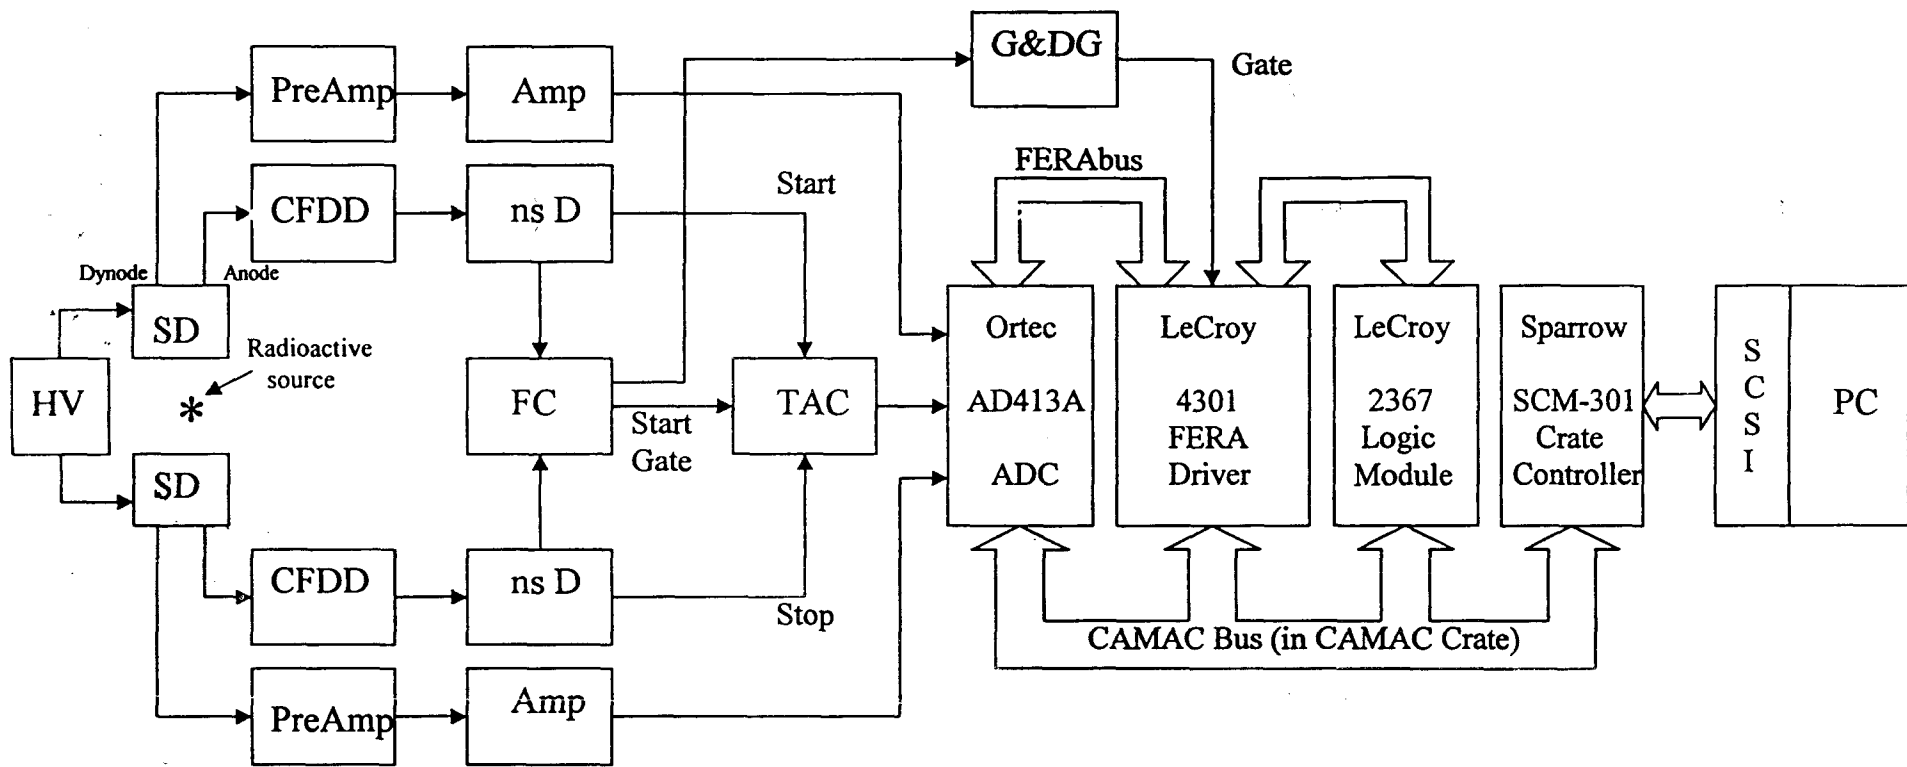 G&DG
Gate
PreAmp
Amp
FERAbus
CFDD
ns D
Start
Dynode
Anode
SD
Radioactive
source
HV
*
SD
FC
Start
Gate
TAC
Ortec
AD413A
ADC
LeCroy
4301
FERA
Driver
LeCroy
2367
Logic
Module
Sparrow
SCM-301
Crate
Controller
S
C
S
I
PC
CFDD
ns D
Stop
CAMAC Bus (in CAMAC Crate)
PreAmp
Amp